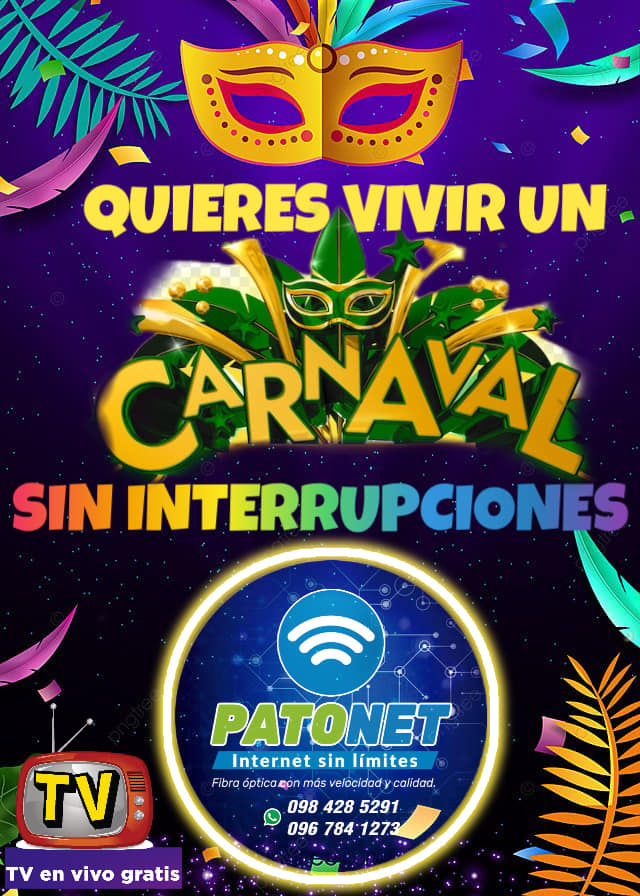 QUIERES VIVIR UN
CARNAVAL
SIN INTERRUPCIONES
PATONET
Internet sin límites
Fibra óptica con más velocidad y calidad.
098 428 5291
096 784 1273
TV
TV en vivo gratis
pngtree